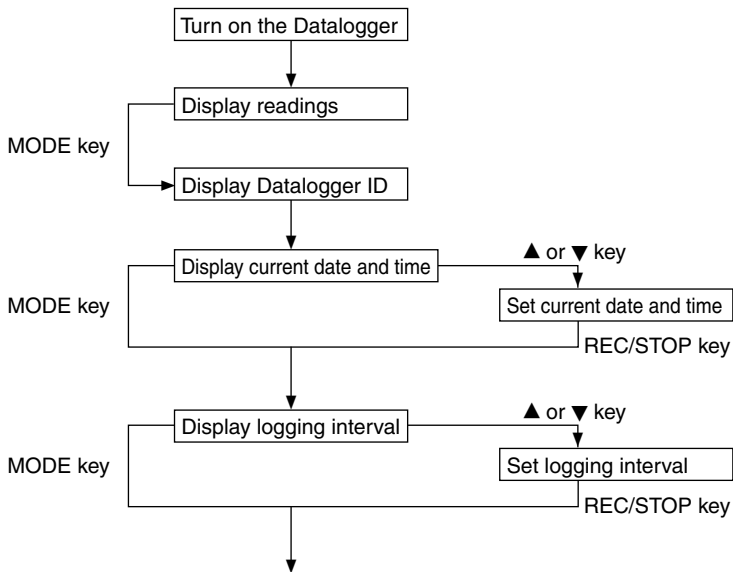 Turn on the Datalogger
Display readings
MODE key
Display Datalogger ID
▲ or ▼ key
Display current date and time
MODE key
Set current date and time
REC/STOP key
▲ or ▼ key
Display logging interval
MODE key
Set logging interval
REC/STOP key